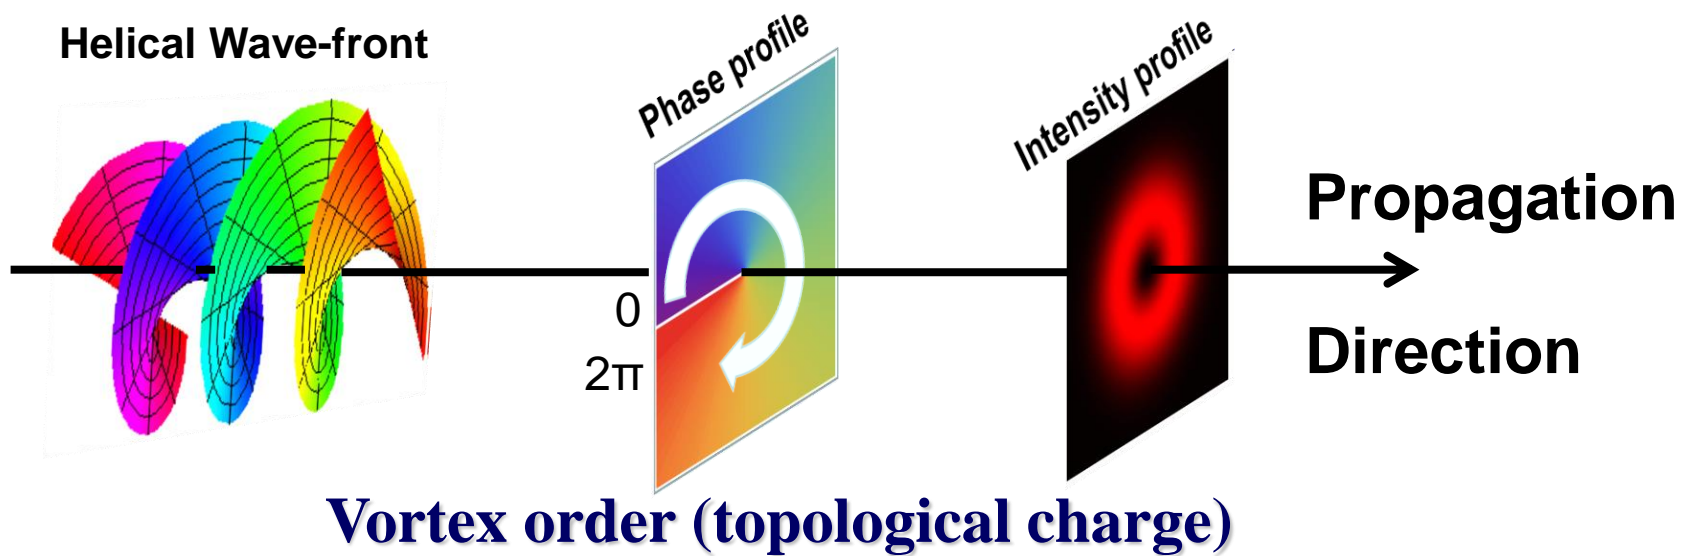 Helical Wave-front
Phase profile
Intensity profile
0
2π
Propagation
Direction
Vortex order (topological charge)